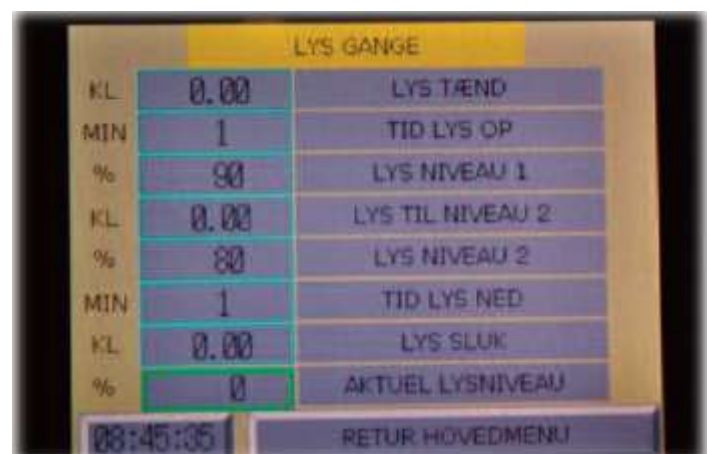 LYS GANGE
KL 0.00 LYS TÆND
MIN 1 TID LYS OP
% 90 LYS NIVEAU 1
KL 0.00 LYS TIL NIVEAU 2
% 80 LYS NIVEAU 2
MIN 1 TID LYS NED
KL 0.00 LYS SLUK
% 0 AKTUEL LYSNIVEAU
08:45:35 RETUR HOVEDMENU